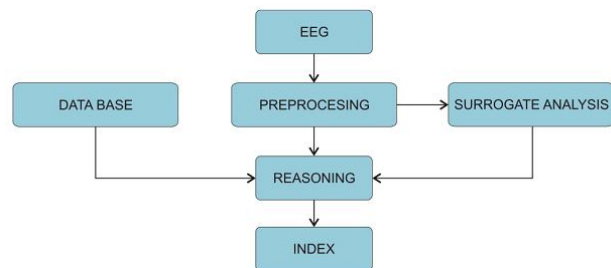 EEG
DATA BASE
PREPROCESING
SURROGATE ANALYSIS
REASONING
INDEX